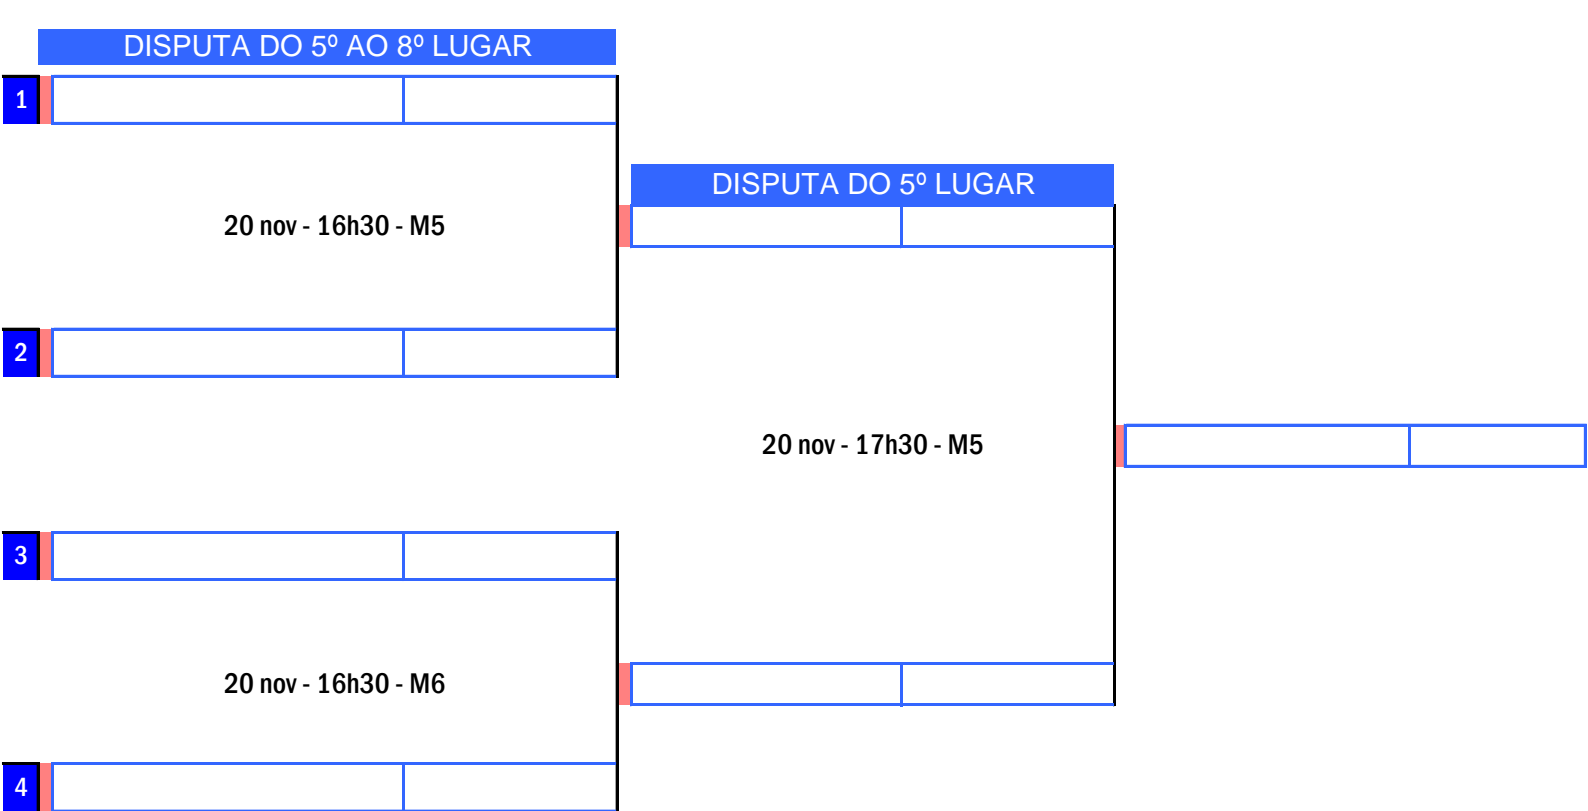 DISPUTA DO 5º AO 8º LUGAR
1
DISPUTA DO 5º LUGAR
20 nov - 16h30 - M5
2
20 nov - 17h30 - M5
3
20 nov - 16h30 - M6
4